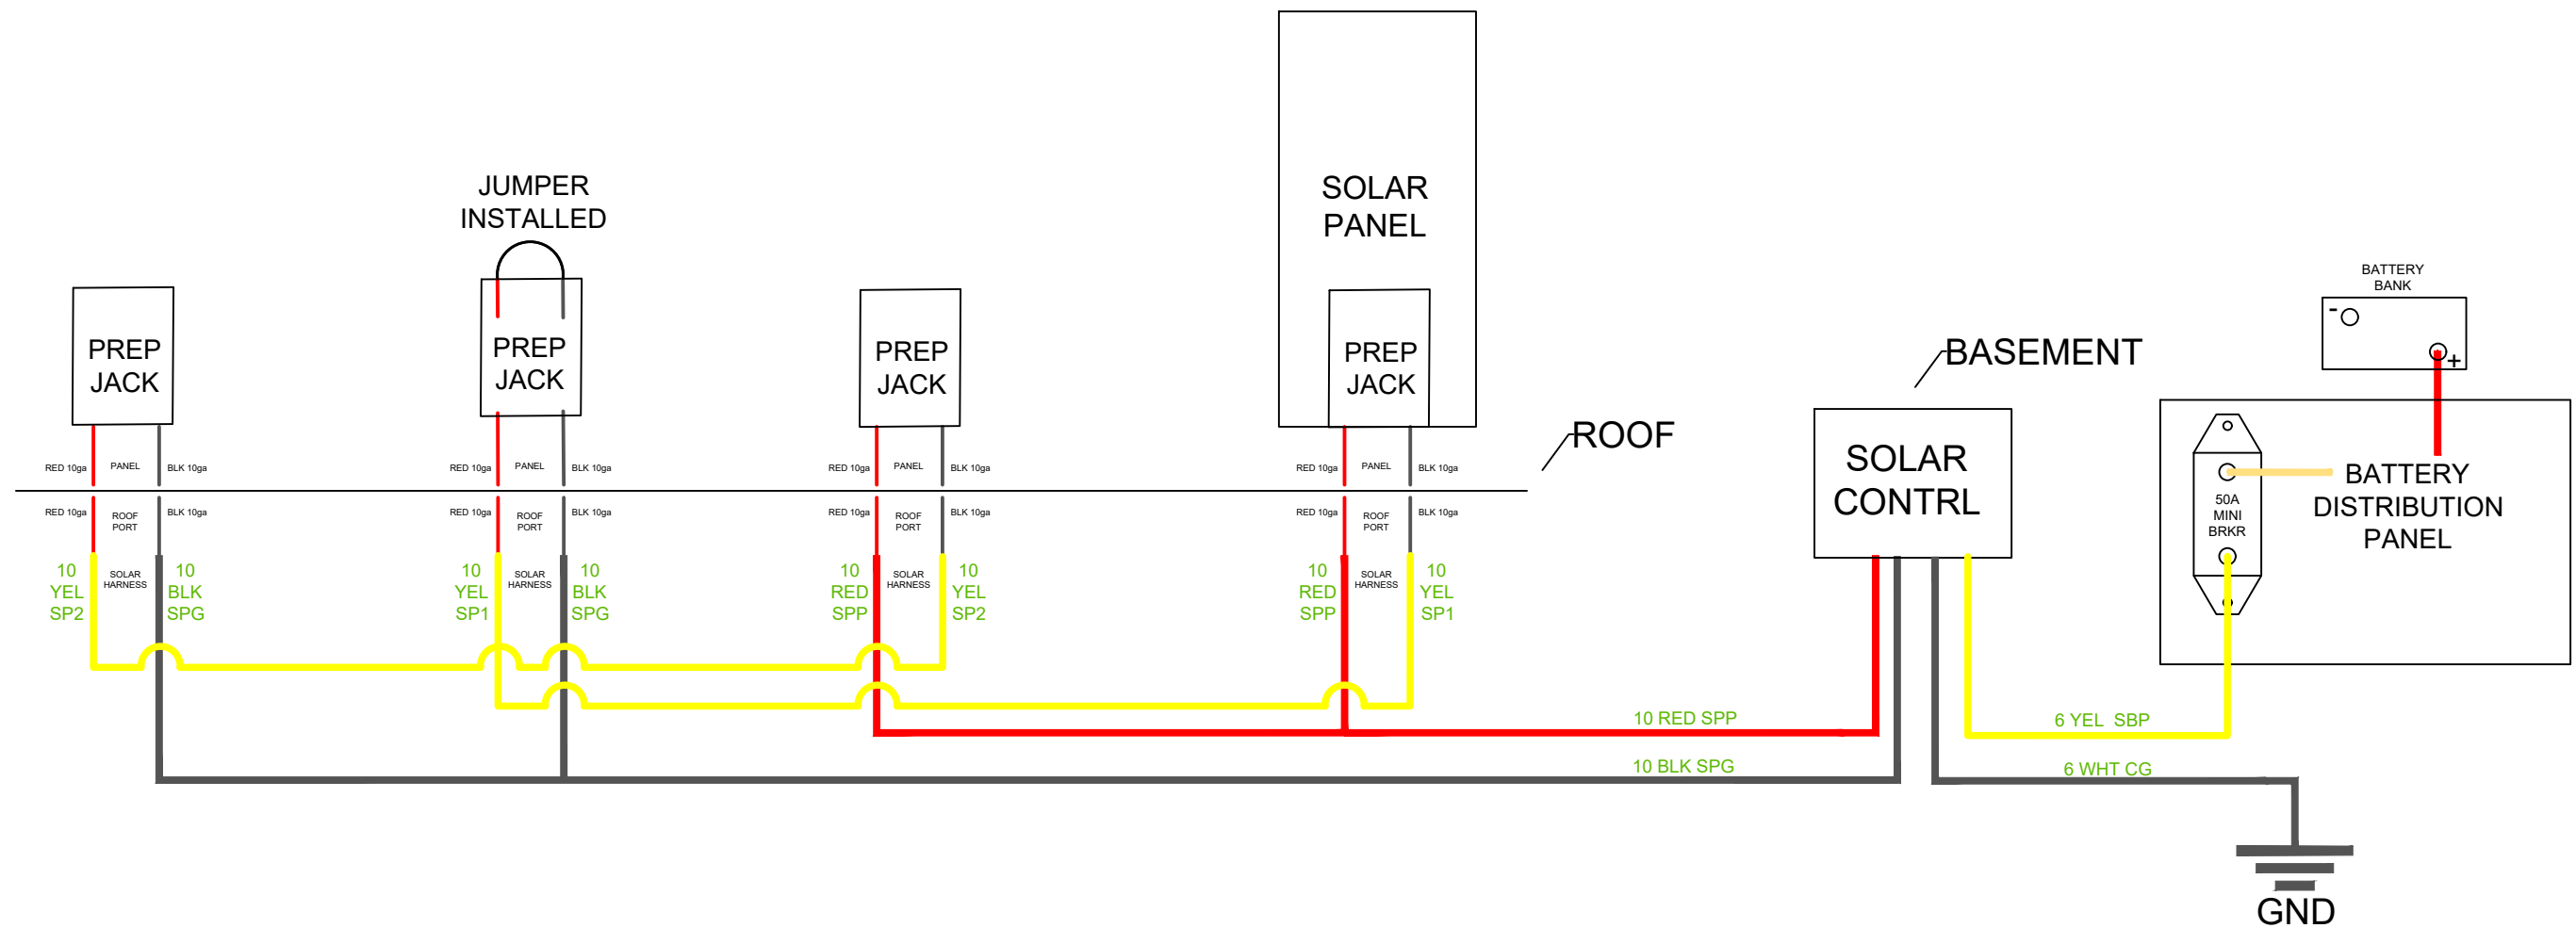 JUMPER
INSTALLED
SOLAR
PANEL
PREP
JACK
PREP
JACK
PREP
JACK
PREP
JACK
ROOF
BASEMENT
SOLAR
CONTRL
BATTERY
BANK
-
+
50A
MINI
BRKR
BATTERY
DISTRIBUTION
PANEL
RED 10ga
PANEL
BLK 10ga
RED 10ga
PANEL
BLK 10ga
RED 10ga
PANEL
BLK 10ga
RED 10ga
PANEL
BLK 10ga
RED 10ga
ROOF
PORT
BLK 10ga
RED 10ga
ROOF
PORT
BLK 10ga
RED 10ga
ROOF
PORT
BLK 10ga
RED 10ga
ROOF
PORT
BLK 10ga
10
YEL
SP2
SOLAR
HARNESS
10
BLK
SPG
10
YEL
SP1
SOLAR
HARNESS
10
BLK
SPG
10
RED
SPP
SOLAR
HARNESS
10
YEL
SP2
10
RED
SPP
SOLAR
HARNESS
10
YEL
SP1
10 RED SPP
10 BLK SPG
6 YEL  SBP
6 WHT CG
GND